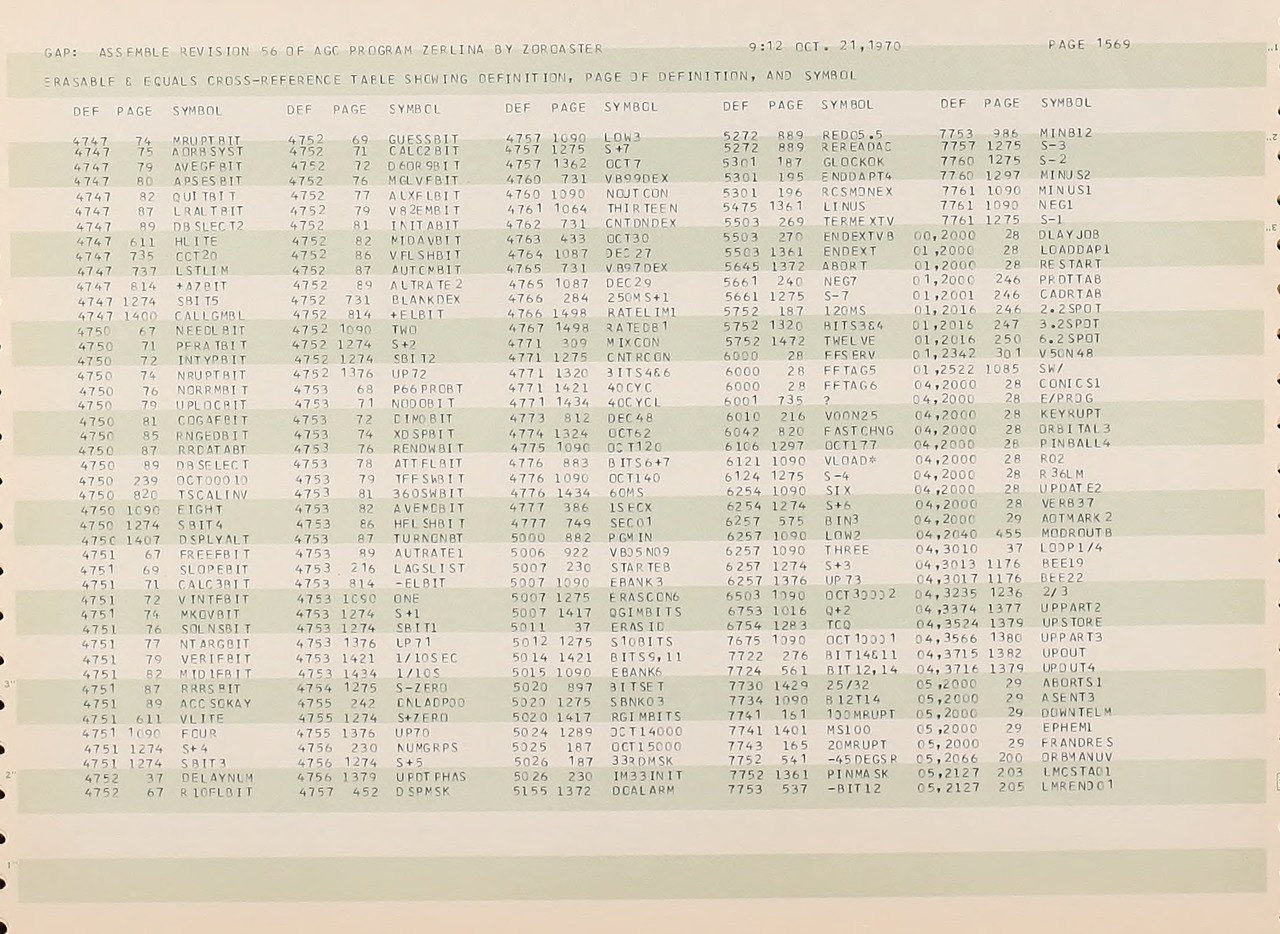 GAP: ASSEMBLE REVISION 56 OF AGC PROGRAM ZERLINA BY ZOROASTER 9:12 OCT. 21,1970 PAGE 1569
ERASABLE & EQUALS CROSS-REFERENCE TABLE SHOWING DEFINITION, PAGE OF DEFINITION, AND SYMBOL
DEF PAGE SYMBOL DEF PAGE SYMBOL DEF PAGE SYMBOL DEF PAGE SYMBOL DEF PAGE SYMBOL
4747 74 MRUPTBIT 4752 69 GUESSBIT 4757 1090 LOW3 5272 889 REDO5.5 7753 986 MINB12
4747 75 AORBSYST 4752 71 CALC2BIT 4757 1275 S+7 5272 889 REREADAC 7757 1275 S-3
4747 79 AVEGFBIT 4752 72 D6OR9BIT 4757 1362 OCT7 5301 187 GLOCKOK 7760 1275 S-2
4747 80 APSESBIT 4752 76 MGLVFBIT 4760 731 VB99DEX 5301 195 ENDDAPT4 7760 1297 MINUS2
4747 82 QUITBIT 4752 77 AUXFLBIT 4760 1090 NOUTCON 5301 196 RCSMONEX 7761 1090 MINUS1
4747 87 LRALTBIT 4752 79 V82EMBIT 4761 1064 THIRTEEN 5475 1361 LINUS 7761 1090 NEG1
4747 89 DBSLECT2 4752 81 INITABIT 4762 731 CNTDNDEX 5503 269 TERMEXTV 7761 1275 S-1
4747 611 HLITE 4752 82 MIDAVBIT 4763 433 OCT30 5503 270 ENDEXTVB 00,2000 28 DLAYJOB
4747 735 OCT20 4752 86 VFLSHBIT 4764 1087 DEC27 5503 1361 ENDEXT 01,2000 28 LOADDAP1
4747 737 LSTLIM 4752 87 AUTCMBIT 4765 731 VB97DEX 5645 1372 ABORT 01,2000 28 RESTART
4747 814 +AZBIT 4752 89 AUTRATE2 4765 1087 DEC29 5661 240 NEG7 01,2000 246 PROTTAB
4747 1274 SBIT5 4752 731 BLANKDEX 4766 284 250MS+1 5661 1275 S-7 01,2001 246 CADRTAB
4747 1400 CALLGMBL 4752 814 +ELBIT 4766 1498 RATELIM1 5752 187 120MS 01,2016 246 2.2SPOT
4750 67 NEEDLBIT 4752 1090 TWO 4767 1498 RATEDB1 5752 1320 BITS3&4 01,2016 247 3.2SPOT
4750 71 PFRATBIT 4752 1274 S+2 4771 309 MIXCON 5752 1472 TWELVE 01,2016 250 6.2SPOT
4750 72 INTYPBIT 4752 1274 SBIT2 4771 1275 CNTRCON 6000 28 FFSERV 01,2342 301 V50N48
4750 74 NRUPTBIT 4752 1376 UP72 4771 1320 BITS4&6 6000 28 FFTAG5 01,2522 1085 SW/
4750 76 NORRMBIT 4753 68 P66PROBT 4771 1421 40CYC 6000 28 FFTAG6 04,2000 28 CONICS1
4750 79 UPLOCBIT 4753 71 NODOBIT 4771 1434 40CYCL 6001 735 ? 04,2000 28 E/PROG
4750 81 COGAFBIT 4753 72 DIMOBIT 4773 812 DEC48 6010 216 VOON25 04,2000 28 KEYRUPT
4750 85 RNGEDBIT 4753 74 XDSPBIT 4774 1324 OCT62 6042 820 FASTCHNG 04,2000 28 ORBITAL3
4750 87 RRDATABT 4753 76 RENDWBIT 4775 1090 OCT120 6106 1297 OCT177 04,2000 28 PINBALL4
4750 89 DBSELECT 4753 78 ATTFLBIT 4776 883 BITS6+7 6121 1090 VLOAD* 04,2000 28 R02
4750 239 OCT00010 4753 79 IFFSWBIT 4776 1090 OCT140 6124 1275 S-4 04,2000 28 R36LM
4750 820 TSCALINV 4753 81 360SWBIT 4776 1434 60MS 6254 1090 SIX 04,2000 28 UPDATE2
4750 1090 EIGHT 4753 82 AVEMDBIT 4777 386 1SECX 6254 1274 S+6 04,2000 28 VERB37
4750 1274 SBIT4 4753 86 HFLSHBIT 4777 749 SECO1 6257 575 BIN3 04,2000 29 AOTMARK2
4750 1407 DSPLYALT 4753 87 TURNONBT 5000 882 PGMIN 6257 1090 LOW2 04,2040 455 MODROUTB
4751 67 FREEFBIT 4753 89 AUTRATE1 5006 922 VB05N09 6257 1090 THREE 04,3010 37 LOOP1/4
4751 69 SLOPEBIT 4753 216 LAGSLIST 5007 230 STARTEB 6257 1274 S+3 04,3013 1176 BEE19
4751 71 CALC3BIT 4753 814 -ELBIT 5007 1090 EBANK3 6257 1376 UP73 04,3017 1176 BEE22
4751 72 VINTFBIT 4753 1090 ONE 5007 1275 ERASCON6 6503 1090 OCT30002 04,3235 1236 2/3
4751 74 MKOVBIT 4753 1274 S+1 5007 1417 QGIMBITS 6753 1016 Q+2 04,3374 1377 UPPART2
4751 76 SOLNSBIT 4753 1274 SBIT1 5011 37 ERASID 6754 1283 TCQ 04,3524 1379 UPSTORE
4751 77 NTARGBIT 4753 1376 UP71 5012 1275 S10BITS 7675 1090 OCT10001 04,3566 1380 UPPART3
4751 79 VERIFBIT 4753 1421 1/10SEC 5014 1421 BITS9,11 7722 276 BIT14&11 04,3715 1382 UPOUT
4751 82 MID1FBIT 4753 1434 1/10S 5015 1090 EBANK6 7724 561 BIT12,14 04,3716 1379 UPOUT4
4751 87 RRRSBIT 4754 1275 S-ZERO 5020 897 BITSET 7730 1429 25/32 05,2000 29 ABORTS1
4751 89 ACCSOKAY 4755 242 DNLADP00 5020 1275 SBNK03 7734 1090 B12T14 05,2000 29 ASENT3
4751 611 VLITE 4755 1274 S+ZERO 5020 1417 RGIMBITS 7741 161 100MRUPT 05,2000 29 DOWNTELM
4751 1090 FOUR 4755 1376 UP70 5024 1289 OCT14000 7741 1401 MS100 05,2000 29 EPHEM1
4751 1274 S+4 4756 230 NUMGRPS 5025 187 OCT15000 7743 165 20MRUPT 05,2000 29 FRANDRES
4751 1274 SBIT3 4756 1274 S+5 5026 187 33RDMSK 7752 541 -45DEGSR 05,2066 200 ORBMANUV
4752 37 DELAYNUM 4756 1379 UPDTPHAS 5026 230 IM33INIT 7752 1361 PINMASK 05,2127 203 LMCSTA01
4752 67 R10FLBIT 4757 452 DSPMSK 5155 1372 DOALARM 7753 537 -BIT12 05,2127 205 LMREND01